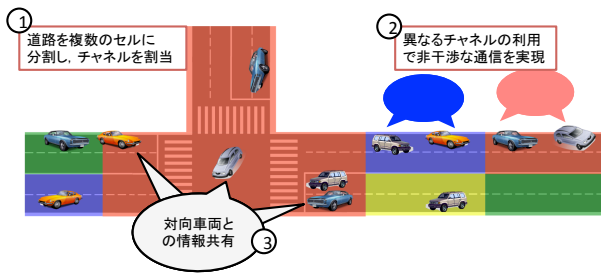 1
道路を複数のセルに
分割し，チャネルを割当
2
異なるチャネルの利用
で非干渉な通信を実現
対向車両と
の情報共有
3